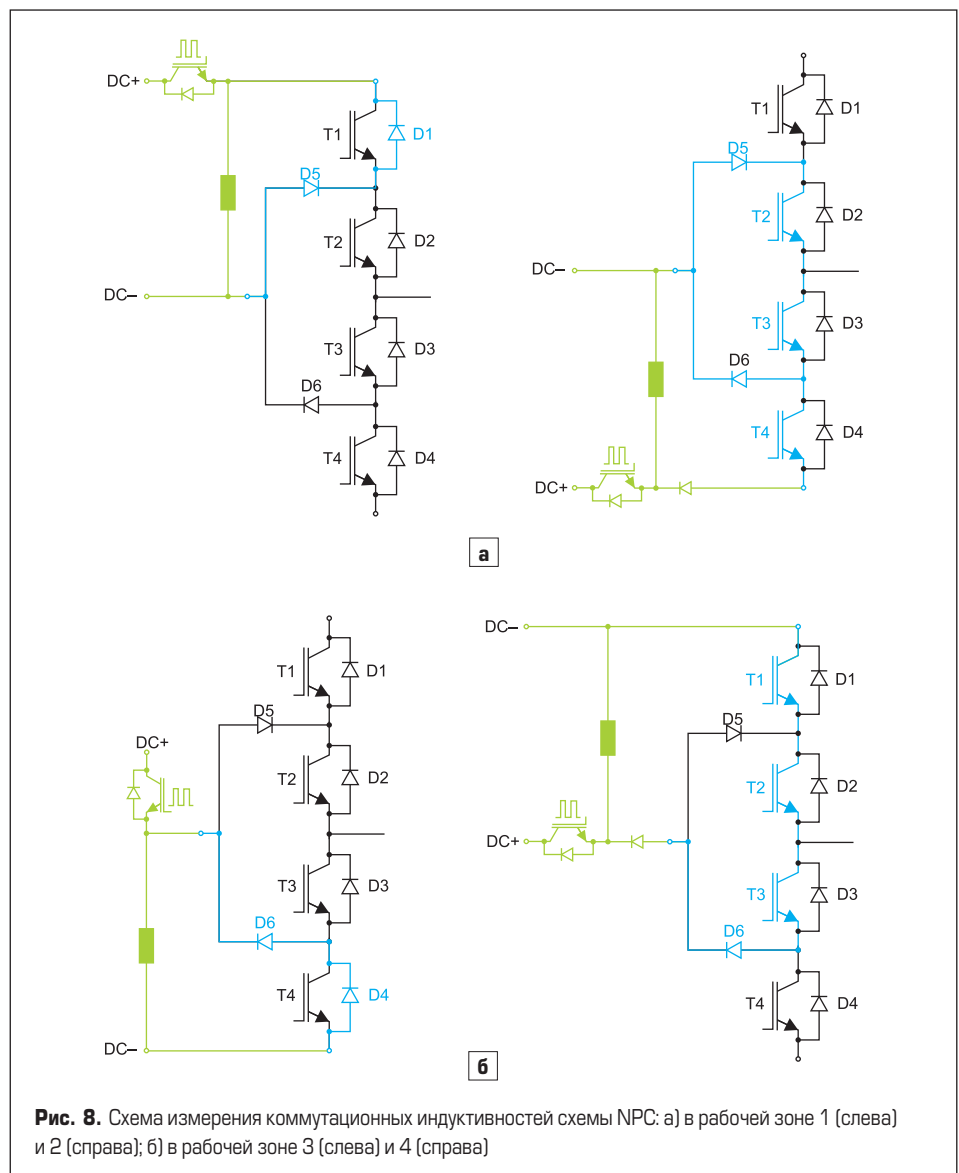 DC+
T1
D1
D5
T2
D2
DC–
T3
D3
D6
T4
D4
T1
D1
D5
T2
D2
DC–
T3
D3
D6
T4
D4
DC+
а
T1
D1
D5
DC+
T2
D2
T3
D3
D6
T4
D4
DC–
DC–
T1
D1
D5
T2
D2
DC+
T3
D3
D6
T4
D4
б
Рис. 8. Схема измерения коммутационных индуктивностей схемы NPC: а) в рабочей зоне 1 (слева)
и 2 (справа); б) в рабочей зоне 3 (слева) и 4 (справа)